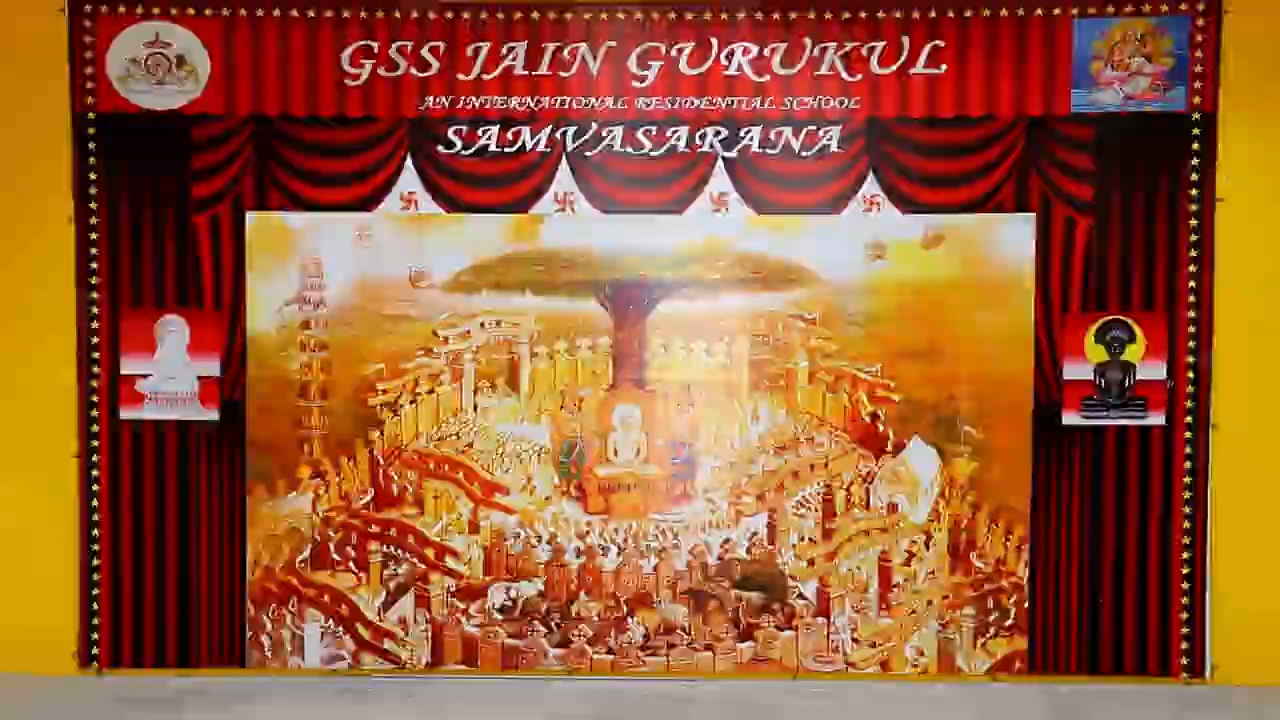 GSS JAIN GURUKUL
AN INTERNATIONAL RESIDENTIAL SCHOOL
SAMVASARANA